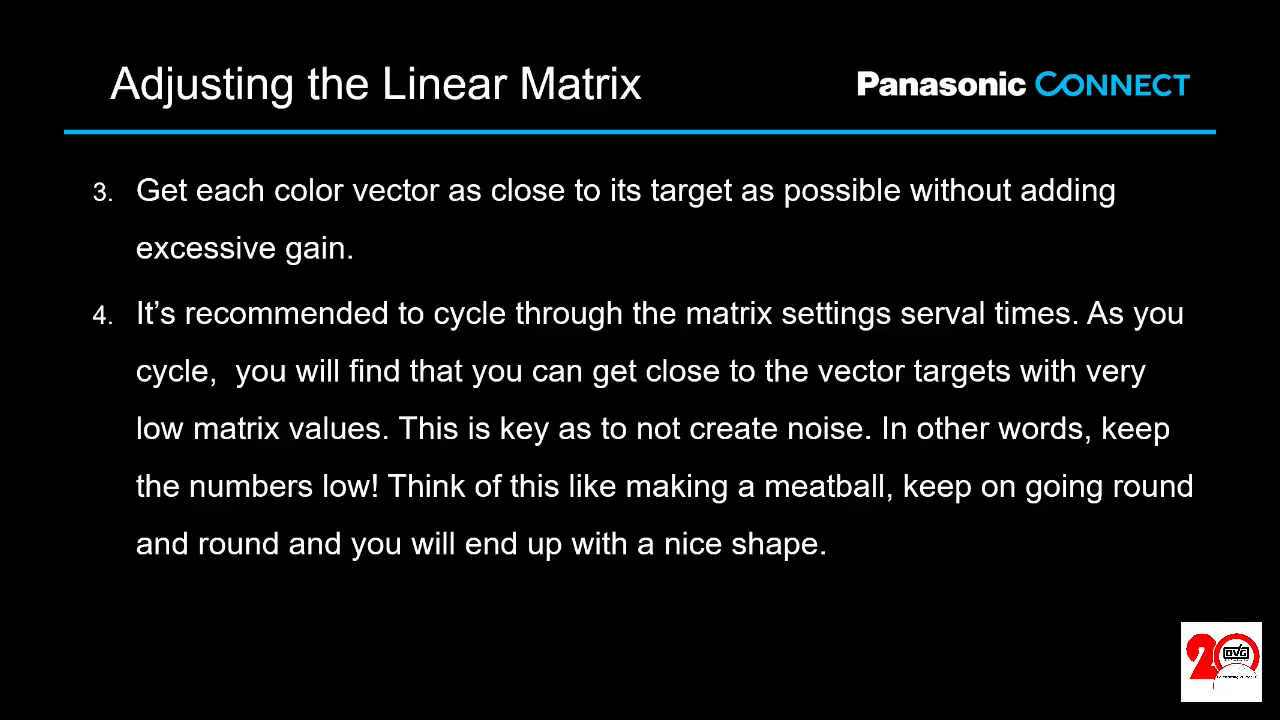 Adjusting the Linear Matrix
Panasonic CONNECT
3. Get each color vector as close to its target as possible without adding
excessive gain.
4. It’s recommended to cycle through the matrix settings serval times. As you
cycle,  you will find that you can get close to the vector targets with very
low matrix values. This is key as to not create noise. In other words, keep
the numbers low! Think of this like making a meatball, keep on going round
and round and you will end up with a nice shape.
20
DVG